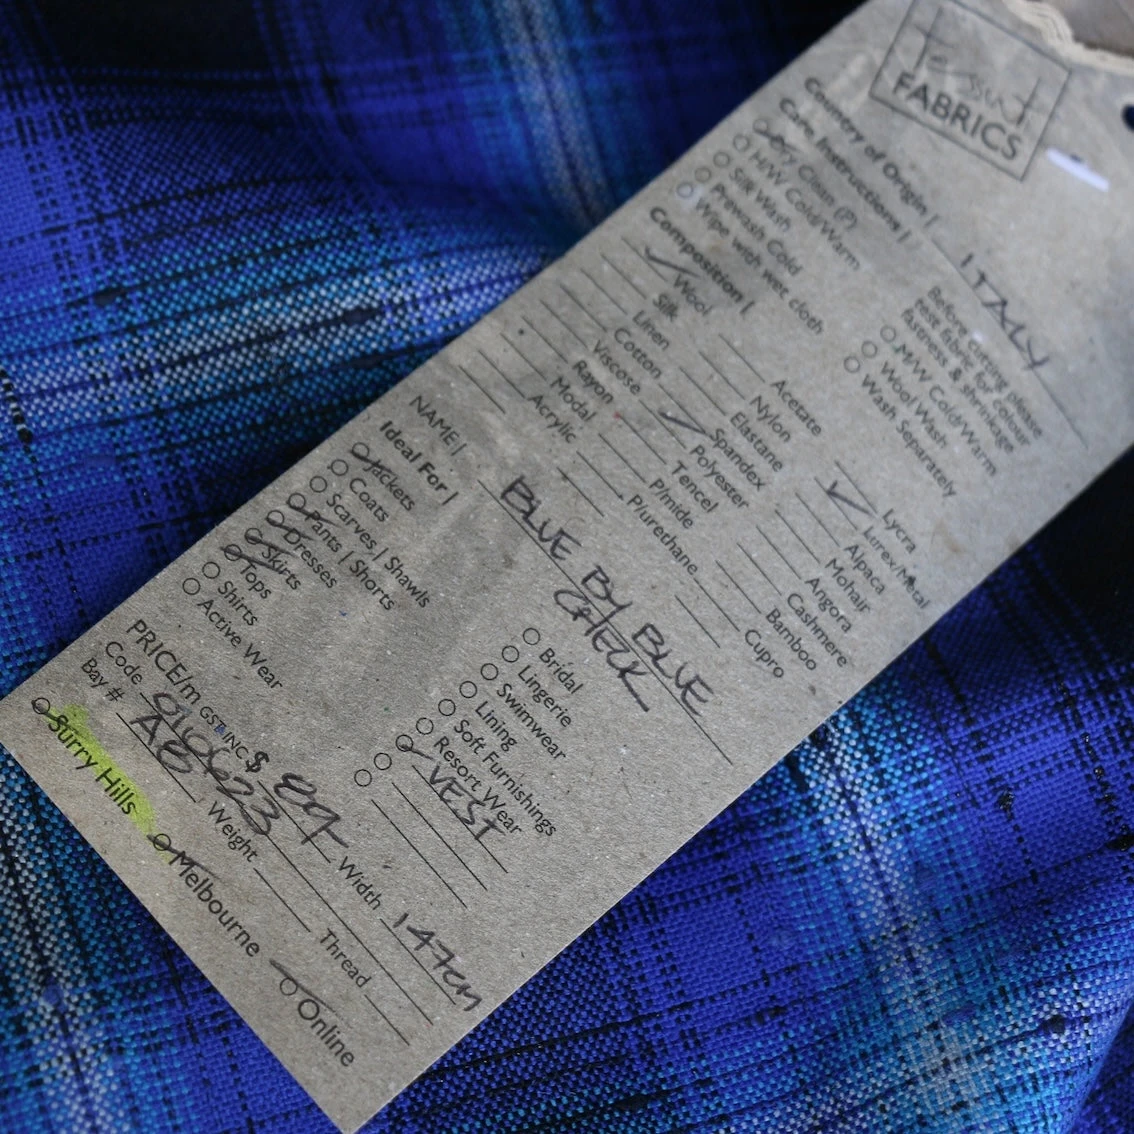 Tessuti
FABRICS
Country of Origin | ITALY
Care Instructions |
Dry Clean (P)
H/W Cold/Warm
Silk Wash
Prewash Cold
Wipe with wet cloth
Before cutting please
test fabric for colour
fastness & shrinkage
M/W Cold/Warm
Wool Wash
Wash Separately
Composition |
Wool
Silk
Linen
Cotton
Viscose
Rayon
Modal
Acrylic
Acetate
Nylon
Elastane
Spandex
Polyester
Tencel
P/mide
P/urethane
Lycra
Lurex/Metal
Alpaca
Mohair
Angora
Cashmere
Bamboo
Cupro
NAME | BLUE BY BLUE
CHECK
Ideal For |
Jackets
Coats
Scarves | Shawls
Pants | Shorts
Dresses
Skirts
Tops
Shirts
Active Wear
Bridal
Lingerie
Swimwear
Lining
Soft Furnishings
Resort Wear
VEST
PRICE/m GST INC $ 89 Width 147cm
Code 010623 Weight Thread
Bay # A8
Surry Hills Melbourne Online